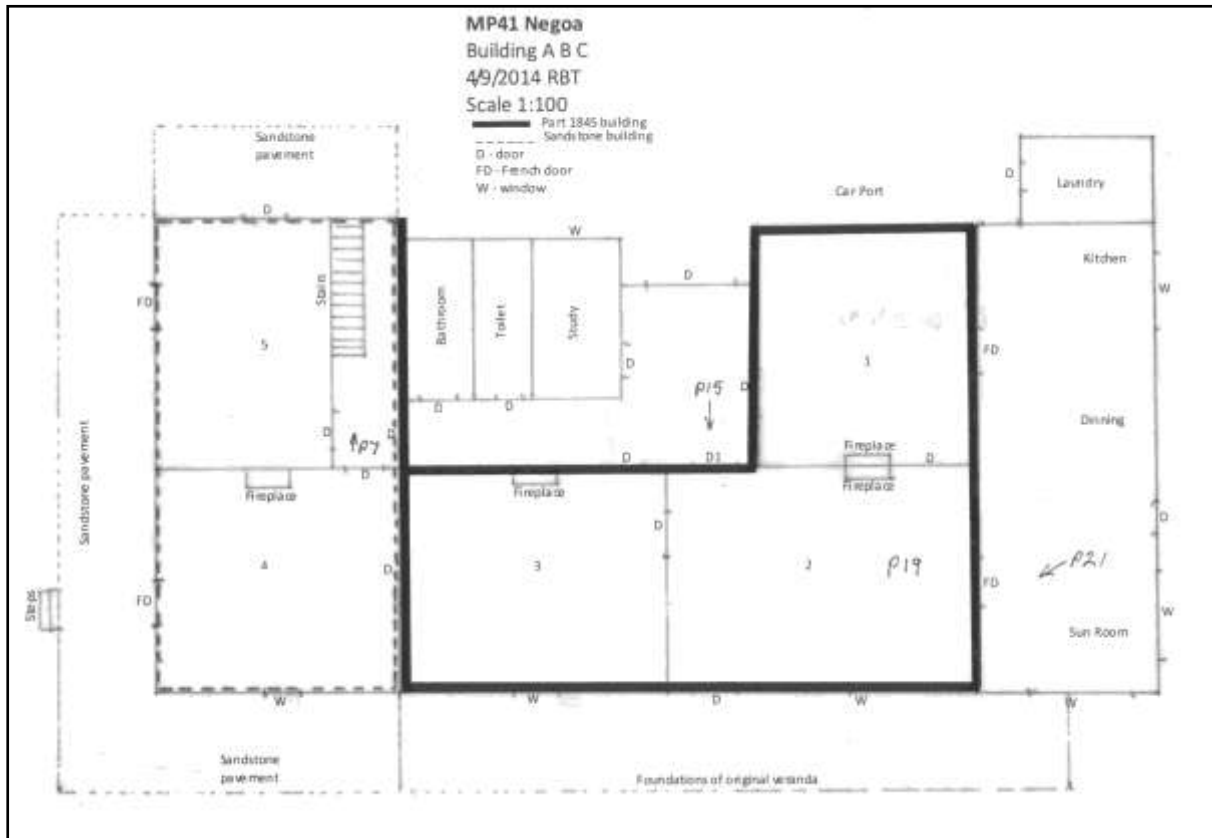 MP41 Negoa
Building A B C
4/9/2014 RBT
Scale 1:100
Part 1845 building
Sandstone building
D - door
FD - French door
W - window
Sandstone
pavement
D
Laundry
Car Port
D
W
Kitchen
D
W
FD
Stairs
Bathroom
Toilet
Study
5
D
1
FD
P15
D
D
D
Dinning
D
D
P7
D
D
D1
Fireplace
D
Fireplace
Fireplace
Fireplace
Sandstone pavement
D
D
4
D
3
2
P19
FD
P21
FD
Steps
W
Sun Room
W
W
D
W
W
Sandstone
pavement
Foundations of original veranda